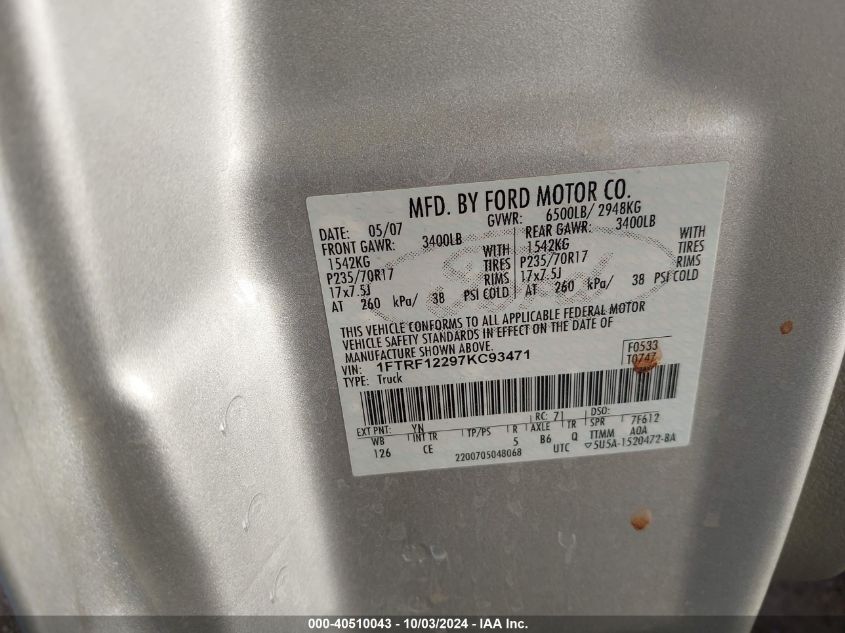 MFD. BY FORD MOTOR CO.
DATE: 05/07 GVWR: 6500LB/ 2948KG
FRONT GAWR: 3400LB REAR GAWR: 3400LB
1542KG WITH 1542KG WITH
P235/70R17 TIRES P235/70R17 TIRES
17x7.5J RIMS 17x7.5J RIMS
AT 260 kPa/ 38 PSI COLD AT 260 kPa/ 38 PSI COLD
Ford
THIS VEHICLE CONFORMS TO ALL APPLICABLE FEDERAL MOTOR
VEHICLE SAFETY STANDARDS IN EFFECT ON THE DATE OF
MANUFACTURE SHOWN ABOVE.
VIN: 1FTRF12297KC93471
TYPE: Truck
F0533
T0747
EXT PNT: YN RC: 71 DSO:
WB INT TR TP/PS R AXLE TR SPR 7F612
126 CE 5 B6 Q TTMM A0A
2200705048068 UTC 5U5A-1520472-BA
000-40510043 - 10/03/2024 - IAA Inc.